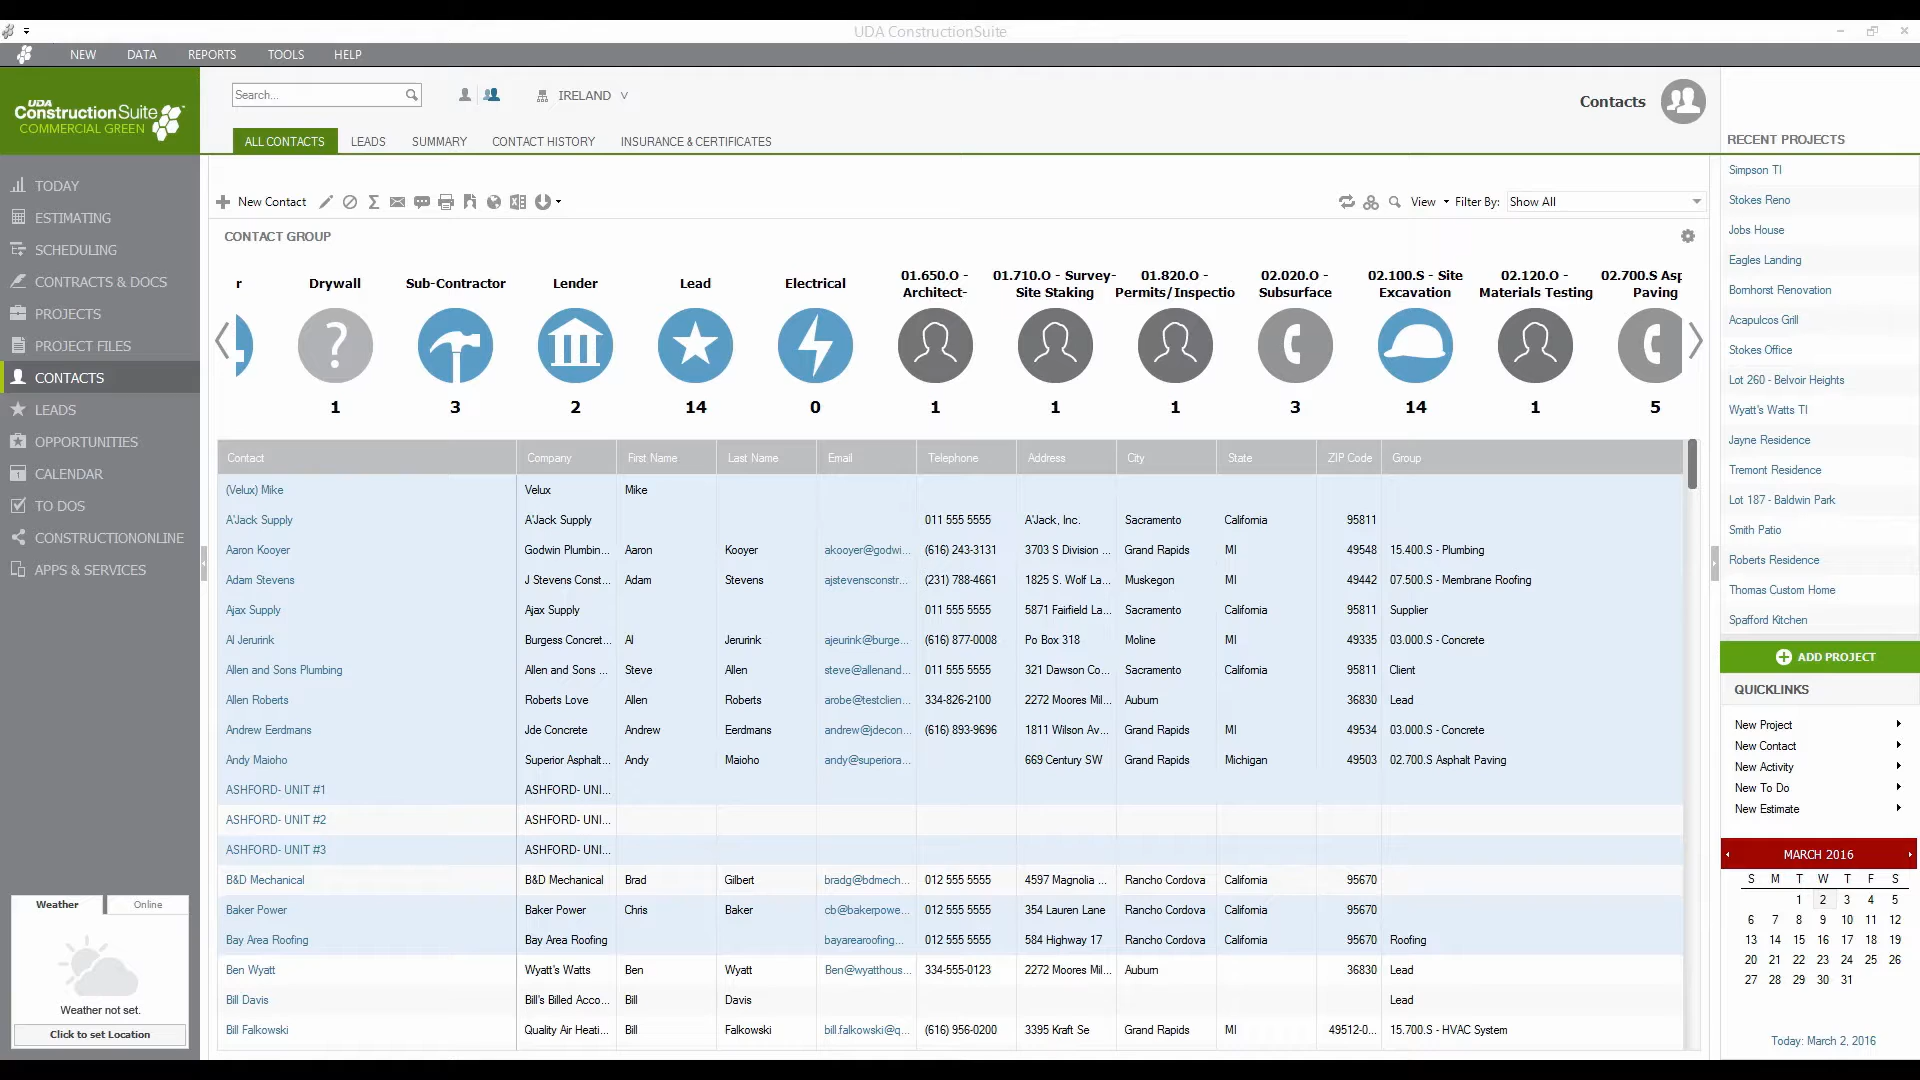 UDA ConstructionSuite
NEW DATA REPORTS TOOLS HELP
UDA
ConstructionSuite
COMMERCIAL GREEN
Search...
IRELAND
Contacts
ALL CONTACTS LEADS SUMMARY CONTACT HISTORY INSURANCE & CERTIFICATES
TODAY
ESTIMATING
SCHEDULING
CONTRACTS & DOCS
PROJECTS
PROJECT FILES
CONTACTS
LEADS
OPPORTUNITIES
CALENDAR
TO DOS
CONSTRUCTIONONLINE
APPS & SERVICES
Weather Online
Weather not set.
Click to set Location
New Contact
View Filter By: Show All
CONTACT GROUP
r
Drywall
1
Sub-Contractor
3
Lender
2
Lead
14
Electrical
0
01.650.O -
Architect-
1
01.710.O - Survey-
Site Staking
1
01.820.O -
Permits/Inspectio
1
02.020.O -
Subsurface
3
02.100.S - Site
Excavation
14
02.120.O -
Materials Testing
1
02.700.S Asp
Paving
5
Contact Company First Name Last Name Email Telephone Address City State ZIP Code Group
(Velux) Mike Velux Mike
A'Jack Supply A'Jack Supply 011 555 5555 A'Jack, Inc. Sacramento California 95811
Aaron Kooyer Godwin Plumbin... Aaron Kooyer akooyer@godwi... (616) 243-3131 3703 S Division ... Grand Rapids MI 49548 15.400.S - Plumbing
Adam Stevens J Stevens Const... Adam Stevens ajstevensconstr... (231) 788-4661 1825 S. Wolf La... Muskegon MI 49442 07.500.S - Membrane Roofing
Ajax Supply Ajax Supply 011 555 5555 5871 Fairfield La... Sacramento California 95811 Supplier
Al Jerurink Burgess Concret... Al Jerurink ajeurink@burge... (616) 877-0008 Po Box 318 Moline MI 49335 03.000.S - Concrete
Allen and Sons Plumbing Allen and Sons ... Steve Allen steve@allenand... 011 555 5555 321 Dawson Co... Sacramento California 95811 Client
Allen Roberts Roberts Love Allen Roberts arobe@testclien... 334-826-2100 2272 Moores Mil... Auburn 36830 Lead
Andrew Eerdmans Jde Concrete Andrew Eerdmans andrew@jdecon... (616) 893-9696 1811 Wilson Av... Grand Rapids MI 49534 03.000.S - Concrete
Andy Maioho Superior Asphalt... Andy Maioho andy@superiora... 669 Century SW Grand Rapids Michigan 49503 02.700.S Asphalt Paving
ASHFORD- UNIT #1 ASHFORD- UNI...
ASHFORD- UNIT #2 ASHFORD- UNI...
ASHFORD- UNIT #3 ASHFORD- UNI...
B&D Mechanical B&D Mechanical Brad Gilbert bradg@bdmech... 012 555 5555 4597 Magnolia ... Rancho Cordova California 95670
Baker Power Baker Power Chris Baker cb@bakerpowe... 012 555 5555 354 Lauren Lane Rancho Cordova California 95670
Bay Area Roofing Bay Area Roofing bayarearoofing... 012 555 5555 584 Highway 17 Rancho Cordova California 95670 Roofing
Ben Wyatt Wyatt's Watts Ben Wyatt Ben@wyatthous... 334-555-0123 2272 Moores Mil... Auburn 36830 Lead
Bill Davis Bill's Billed Acco... Bill Davis Lead
Bill Falkowski Quality Air Heati... Bill Falkowski bill.falkowski@q... (616) 956-0200 3395 Kraft Se Grand Rapids MI 49512-0... 15.700.S - HVAC System
RECENT PROJECTS
Simpson TI
Stokes Reno
Jobs House
Eagles Landing
Bornhorst Renovation
Acapulcos Grill
Stokes Office
Lot 260 - Belvoir Heights
Wyatt's Watts TI
Jayne Residence
Tremont Residence
Lot 187 - Baldwin Park
Smith Patio
Roberts Residence
Thomas Custom Home
Spafford Kitchen
ADD PROJECT
QUICKLINKS
New Project
New Contact
New Activity
New To Do
New Estimate
MARCH 2016
S M T W T F S
1 2 3 4 5
6 7 8 9 10 11 12
13 14 15 16 17 18 19
20 21 22 23 24 25 26
27 28 29 30 31
Today: March 2, 2016